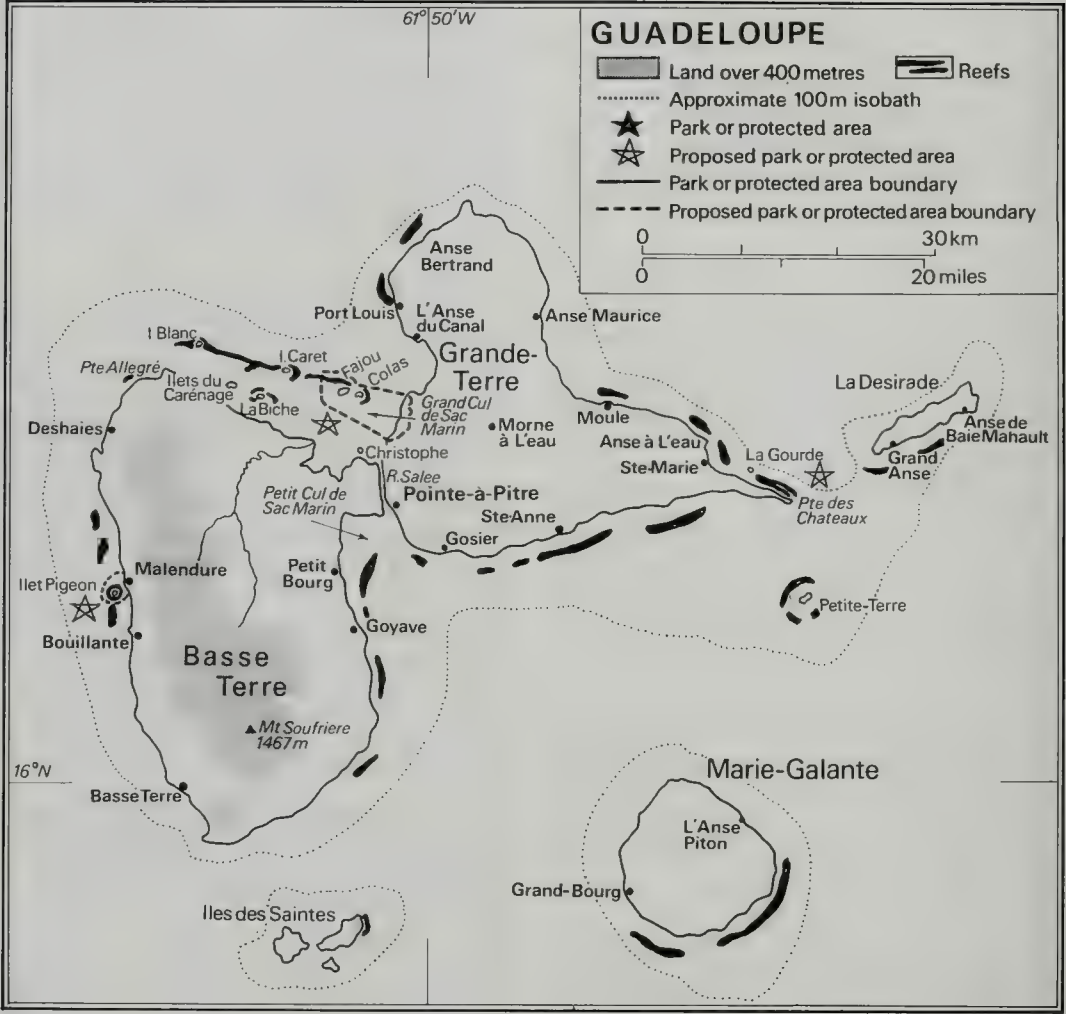 61° 50'W
GUADELOUPE
Land over 400 metres
Reefs
Approximate 100m isobath
Park or protected area
Proposed park or protected area
Park or protected area boundary
Proposed park or protected area boundary
0
30km
0
20 miles
Anse
Bertrand
Port Louis
L'Anse
du Canal
Anse Maurice
I Blanc
I. Caret
Fajou
Colas
Grande-
Terre
Pte Allegré
Ilets du
Carénage
La Biche
Grand Cul
de Sac
Marin
La Desirade
Deshaies
Moule
Morne
à L'eau
Anse à L'eau
Ste-Marie
La Gourde
Anse de
Baie Mahault
Grand
Anse
Christophe
R. Salee
Pointe-à-Pitre
Pte des
Chateaux
Petit Cul de
Sac Marin
Ste-Anne
Gosier
Malendure
Petit
Bourg
Ilet Pigeon
Petite-Terre
Bouillante
Goyave
Basse
Terre
Mt Soufriere
1467m
16°N
Basse Terre
Marie-Galante
L'Anse
Piton
Grand-Bourg
Iles des Saintes